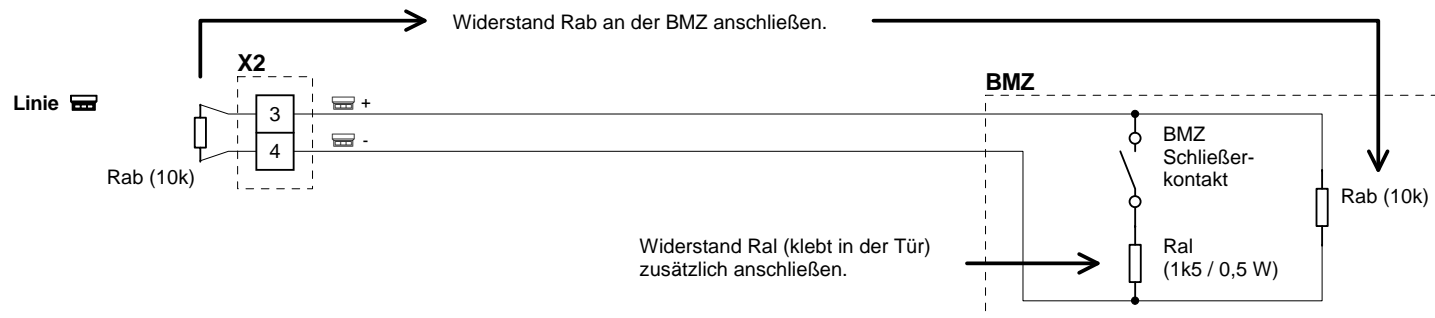 Widerstand Rab an der BMZ anschließen.
X2
BMZ
Linie
3
+
4
-
Rab (10k)
BMZ
Schließer-
kontakt
Rab (10k)
Widerstand Ral (klebt in der Tür)
zusätzlich anschließen.
Ral
(1k5 / 0,5 W)